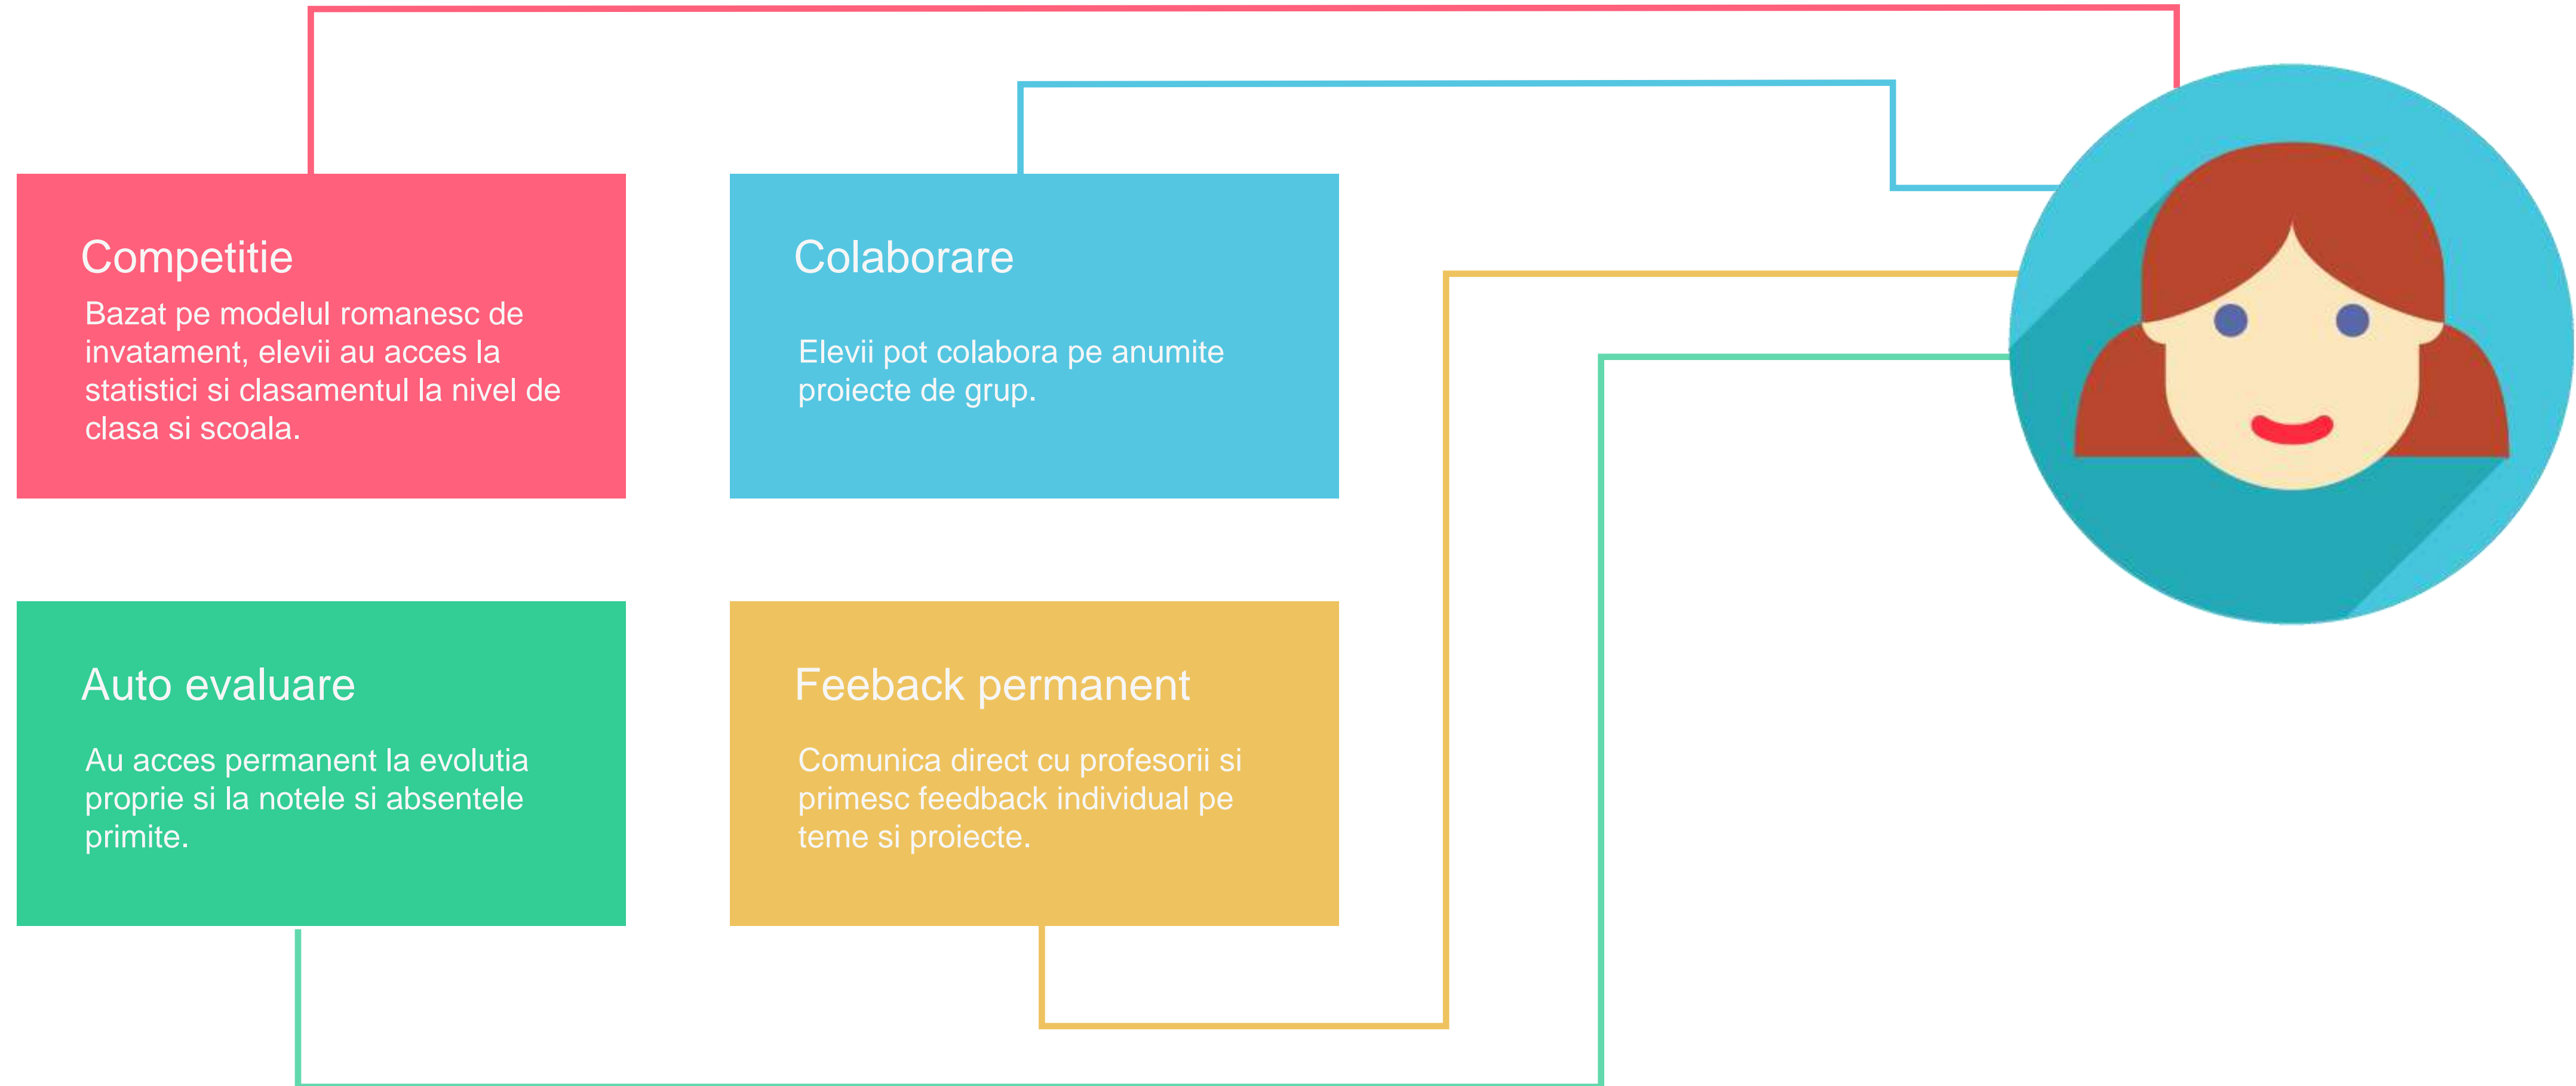 Competitie
Bazat pe modelul romanesc de
invatament, elevii au acces la
statistici si clasamentul la nivel de
clasa si scoala.
Colaborare
Elevii pot colabora pe anumite
proiecte de grup.
Auto evaluare
Au acces permanent la evolutia
proprie si la notele si absentele
primite.
Feeback permanent
Comunica direct cu profesorii si
primesc feedback individual pe
teme si proiecte.